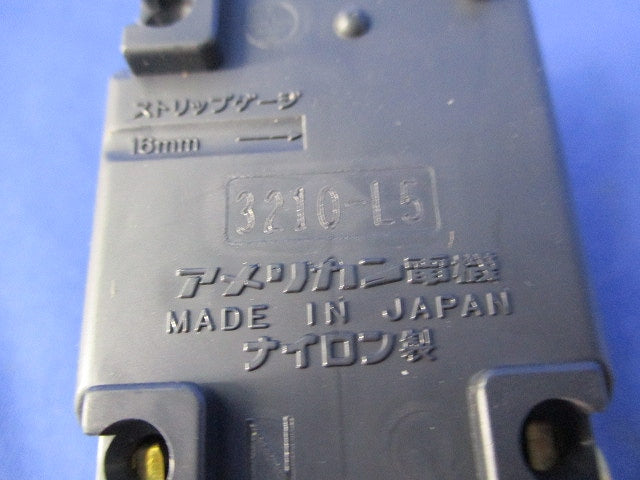 ストリップゲージ
16mm
3210-L5
アメリカン電機
MADE IN JAPAN
ナイロン製
N